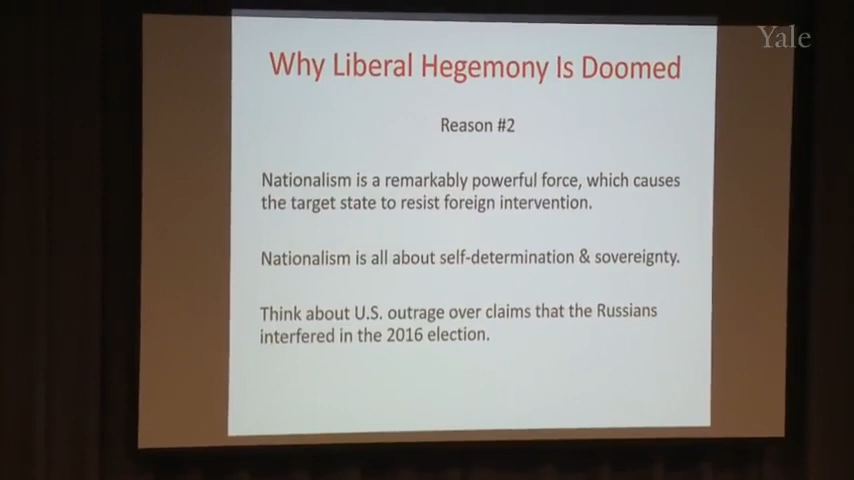 Yale
Why Liberal Hegemony Is Doomed
Reason #2
Nationalism is a remarkably powerful force, which causes
the target state to resist foreign intervention.
Nationalism is all about self-determination & sovereignty.
Think about U.S. outrage over claims that the Russians
interfered in the 2016 election.